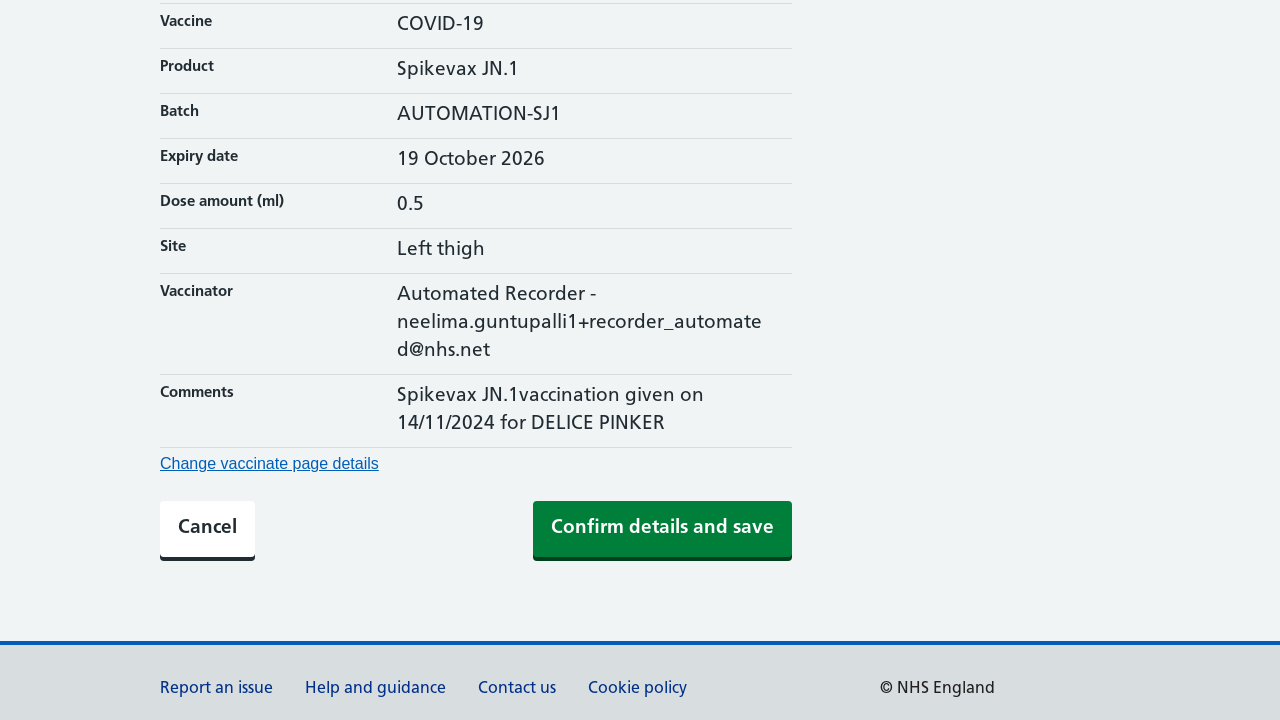 Vaccine COVID-19
Product Spikevax JN.1
Batch AUTOMATION-SJ1
Expiry date 19 October 2026
Dose amount (ml) 0.5
Site Left thigh
Vaccinator Automated Recorder -
neelima.guntupalli1+recorder_automate
d@nhs.net
Comments Spikevax JN.1vaccination given on
14/11/2024 for DELICE PINKER
Change vaccinate page details
Cancel Confirm details and save
Report an issue Help and guidance Contact us Cookie policy © NHS England